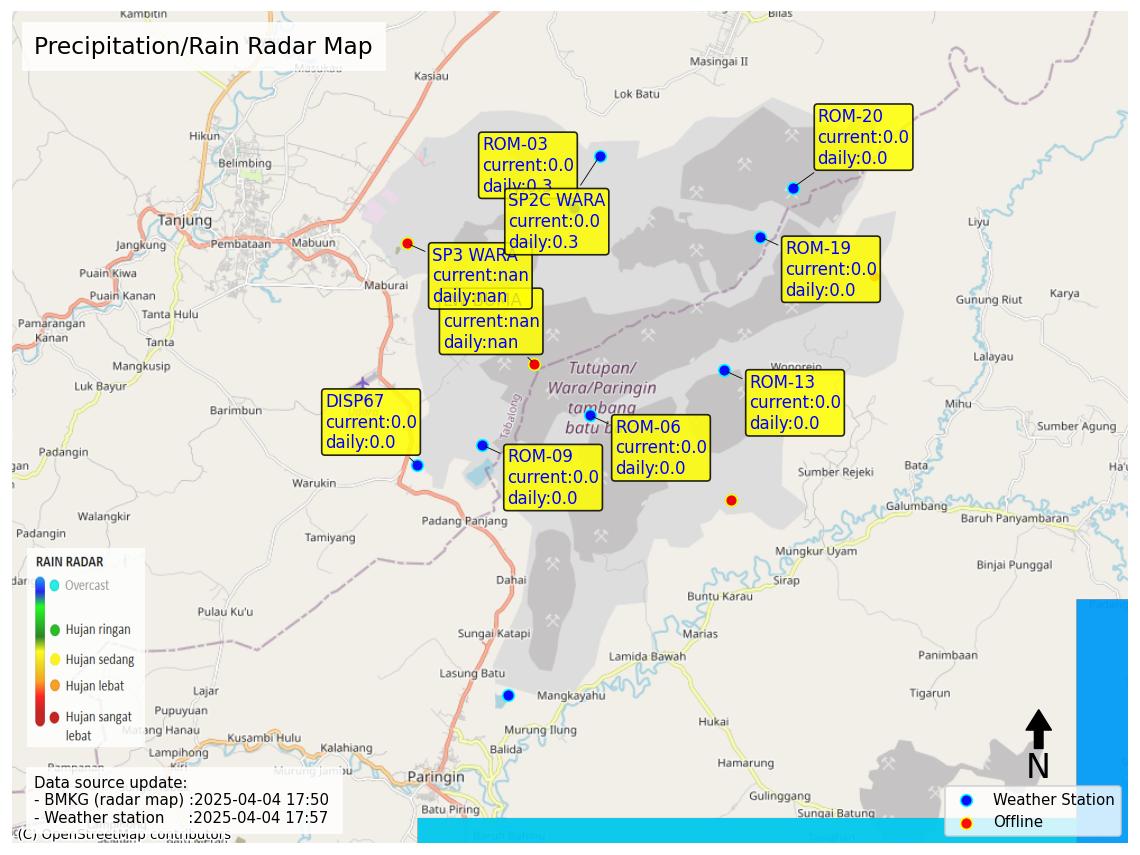 Kambitin
Bilas
Precipitation/Rain Radar Map
Masingai II
Kasiau
Lok Batu
Hikun
Belimbing
ROM-03
current:0.0
daily:0.3
ROM-20
current:0.0
daily:0.0
SP2C WARA
current:0.0
daily:0.3
Tanjung
Jangkung
Pembataan
Mabuun
Liyu
SP3 WARA
current:nan
daily:nan
ROM-19
current:0.0
daily:0.0
Puain Kiwa
Maburai
Puain Kanan
Tanta Hulu
Gunung Riut
Karya
current:nan
daily:nan
Pamarangan
Kanan
Tanta
Mangkusip
Lalayau
Luk Bayur
Tutupan/
Wara/Paringin
tambang
batu b
Wonorejo
ROM-13
current:0.0
daily:0.0
Tabalong
Barimbun
Mihu
DISP67
current:0.0
daily:0.0
ROM-06
current:0.0
daily:0.0
Sumber Agung
ROM-09
current:0.0
daily:0.0
Padangin
Warukin
Sumber Rejeki
Bata
Galumbang
Walangkir
Padang Panjang
Baruh Panyambaran
Padangin
Tamiyang
Mungkur Uyam
Binjai Punggal
RAIN RADAR
Overcast
Hujan ringan
Hujan sedang
Hujan lebat
Hujan sangat
lebat
Dahai
Sirap
Buntu Karau
Pulau Ku'u
Sungai Katapi
Marias
Lamida Bawah
Panimbaan
Lasung Batu
Lajar
Mangkayahu
Tigarun
Pupuyuan
Hukai
Matang Hanau
Murung Ilung
Kusambi Hulu
Kalahiang
Lampihong
Balida
Hamarung
N
Murung Jambu
Paringin
Gulinggang
Batu Piring
Sungai Batung
Data source update:
- BMKG (radar map) :2025-04-04 17:50
- Weather station :2025-04-04 17:57
(C) OpenStreetMap contributors
Weather Station
Offline